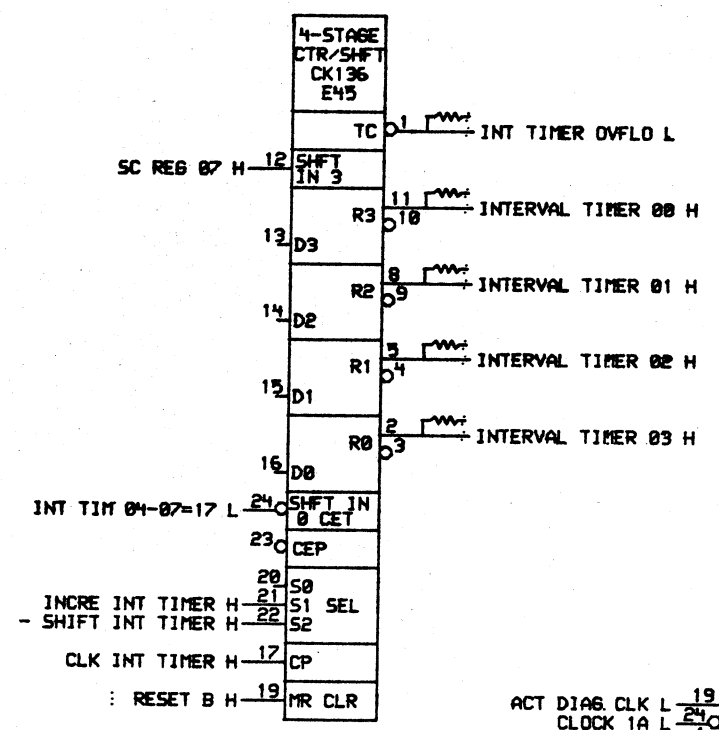 4-STAGE
CTR/SHFT
CK136
E45
TC 1 INT TIMER OVFLO L
SC REG 07 H 12 SHFT
IN 3
R3 11 INTERVAL TIMER 00 H
10
13 D3
R2 8 INTERVAL TIMER 01 H
9
14 D2
R1 5 INTERVAL TIMER 02 H
4
15 D1
R0 2 INTERVAL TIMER 03 H
3
16 D0
INT TIM 04-07=17 L 24 SHFT IN
0 CET
23 CEP
20 S0
INCRE INT TIMER H 21 S1 SEL
- SHIFT INT TIMER H 22 S2
CLK INT TIMER H 17 CP
: RESET B H 19 MR CLR
ACT DIAG. CLK L 19
CLOCK 1A L 24